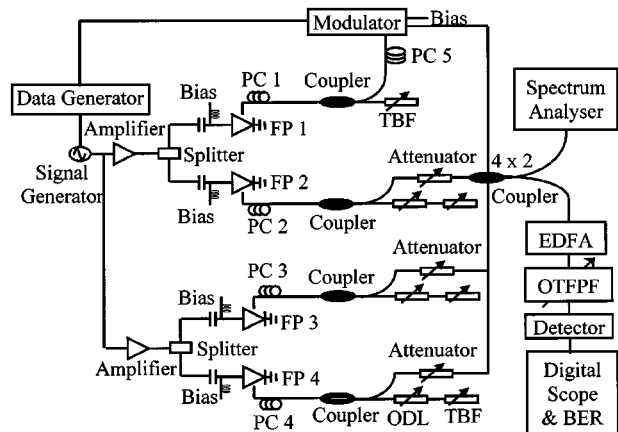 Modulator
Bias
PC 5
PC 1
Coupler
Bias
TBF
FP 1
Data Generator
Amplifier
Splitter
Signal
Generator
Spectrum
Analyser
FP 2
Attenuator
4 x 2
Coupler
Bias
PC 2
Coupler
EDFA
PC 3
Coupler
Attenuator
Bias
OTFPF
FP 3
Detector
Splitter
Amplifier
Attenuator
FP 4
Digital
Scope
& BER
Bias
PC 4
Coupler
ODL
TBF